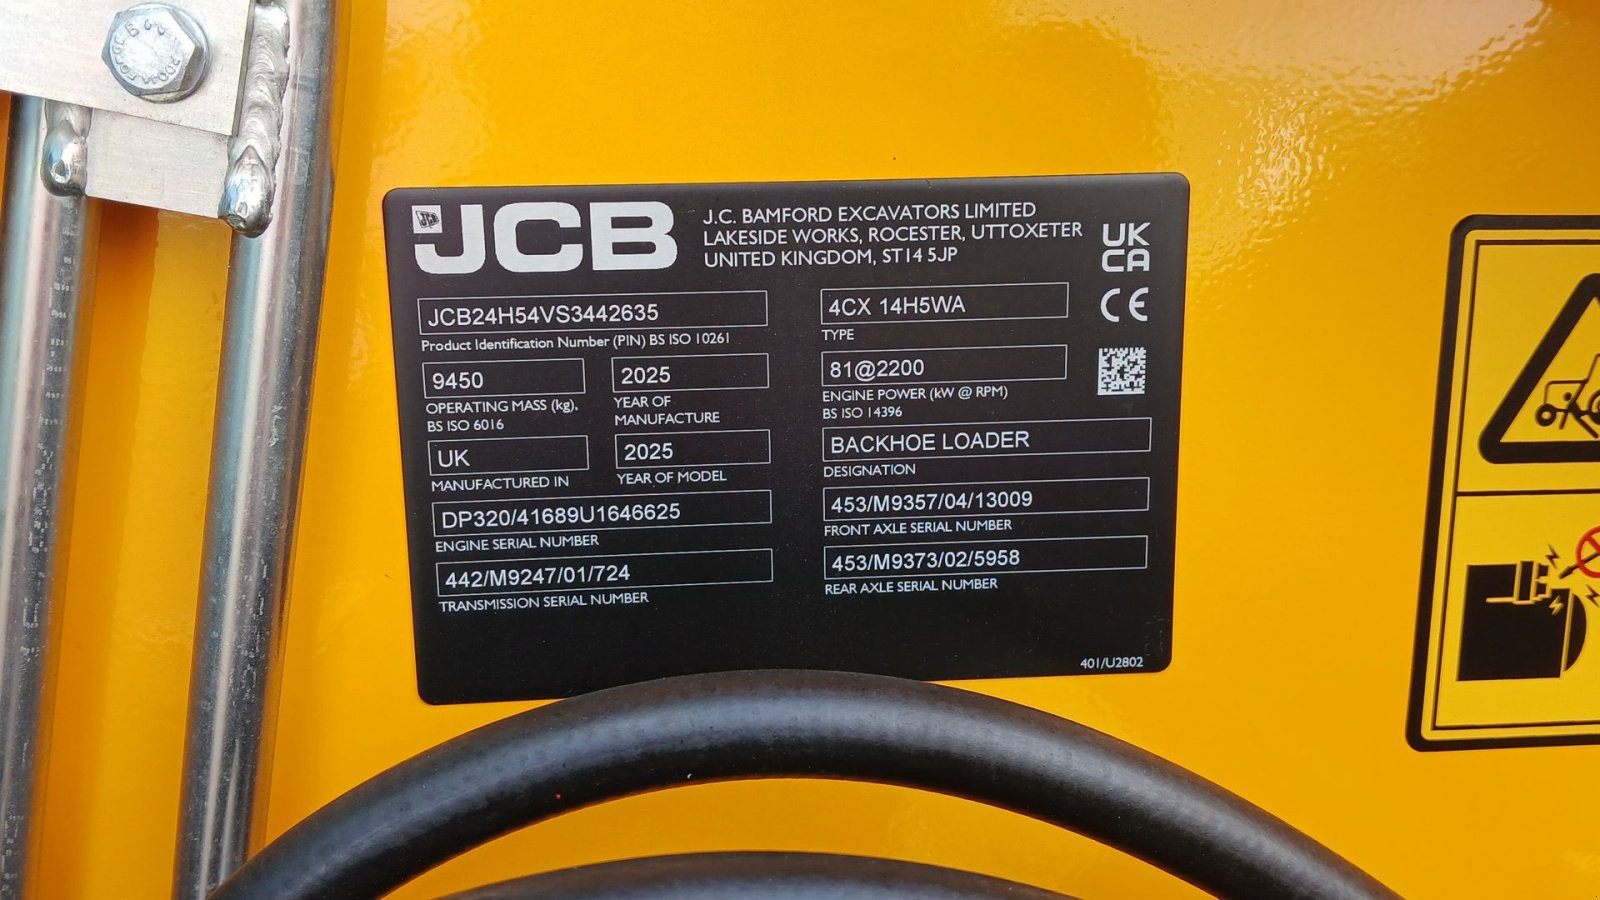 JCB
J.C. BAMFORD EXCAVATORS LIMITED
LAKESIDE WORKS, ROCESTER, UTTOXETER
UNITED KINGDOM, ST14 5JP
UK
CA
CE
JCB24H54VS3442635
Product Identification Number (PIN) BS ISO 10261
9450
OPERATING MASS (kg),
BS ISO 6016
2025
YEAR OF
MANUFACTURE
UK
MANUFACTURED IN
2025
YEAR OF MODEL
DP320/41689U1646625
ENGINE SERIAL NUMBER
442/M9247/01/724
TRANSMISSION SERIAL NUMBER
4CX 14H5WA
TYPE
81@2200
ENGINE POWER (kW @ RPM)
BS ISO 14396
BACKHOE LOADER
DESIGNATION
453/M9357/04/13009
FRONT AXLE SERIAL NUMBER
453/M9373/02/5958
REAR AXLE SERIAL NUMBER
401/U2802